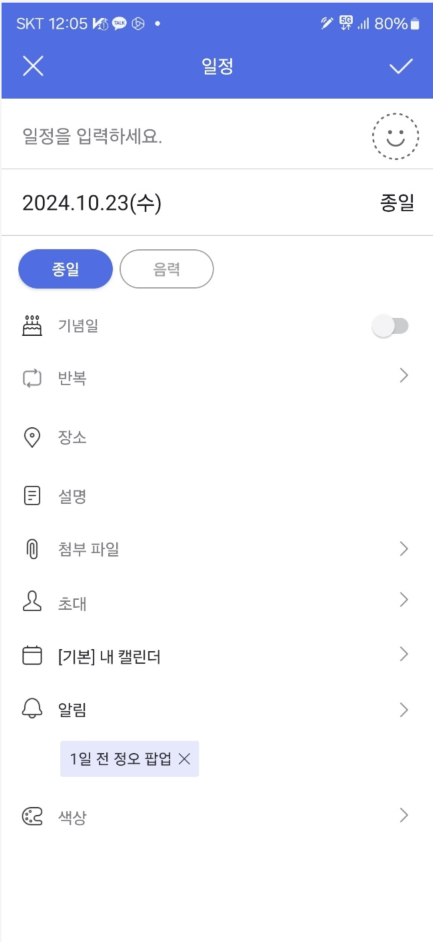 SKT 12:05 TALK 5G 80%
일정
일정을 입력하세요.
2024.10.23(수) 종일
종일 음력
기념일
반복
장소
설명
첨부 파일
초대
[기본] 내 캘린더
알림
1일 전 정오 팝업
색상